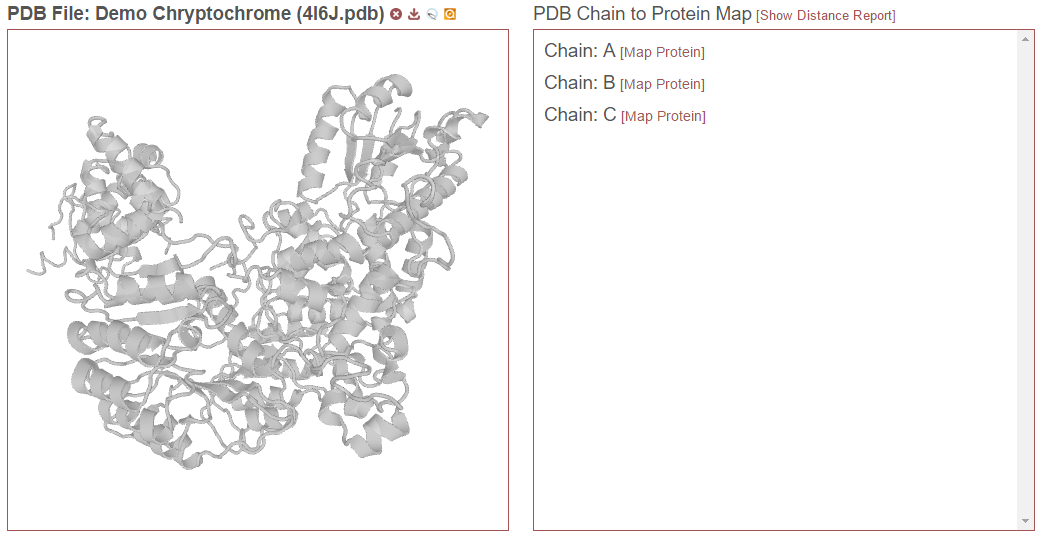 PDB File: Demo Chryptochrome (4I6J.pdb)
PDB Chain to Protein Map [Show Distance Report]
Chain: A [Map Protein]
Chain: B [Map Protein]
Chain: C [Map Protein]